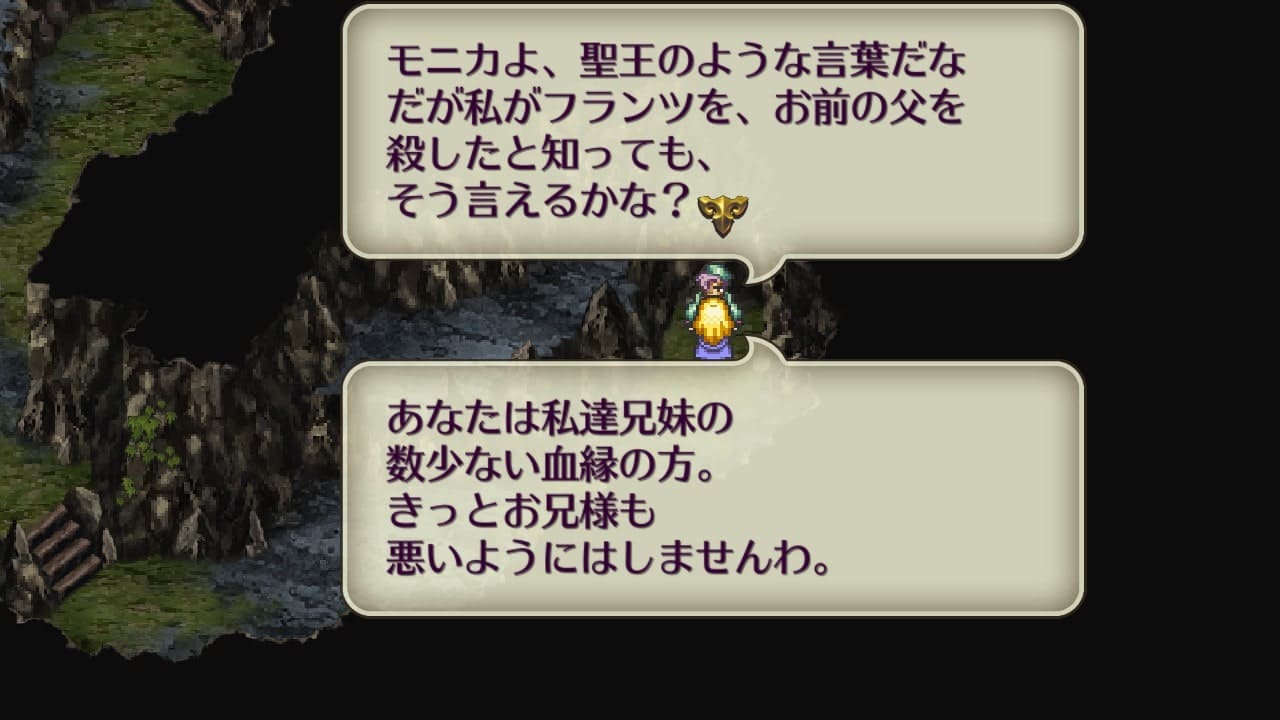 モニカよ、聖王のような言葉だな
だが私がフランツを、お前の父を
殺したと知っても、
そう言えるかな？
あなたは私達兄妹の
数少ない血縁の方。
きっとお兄様も
悪いようにはしませんわ。